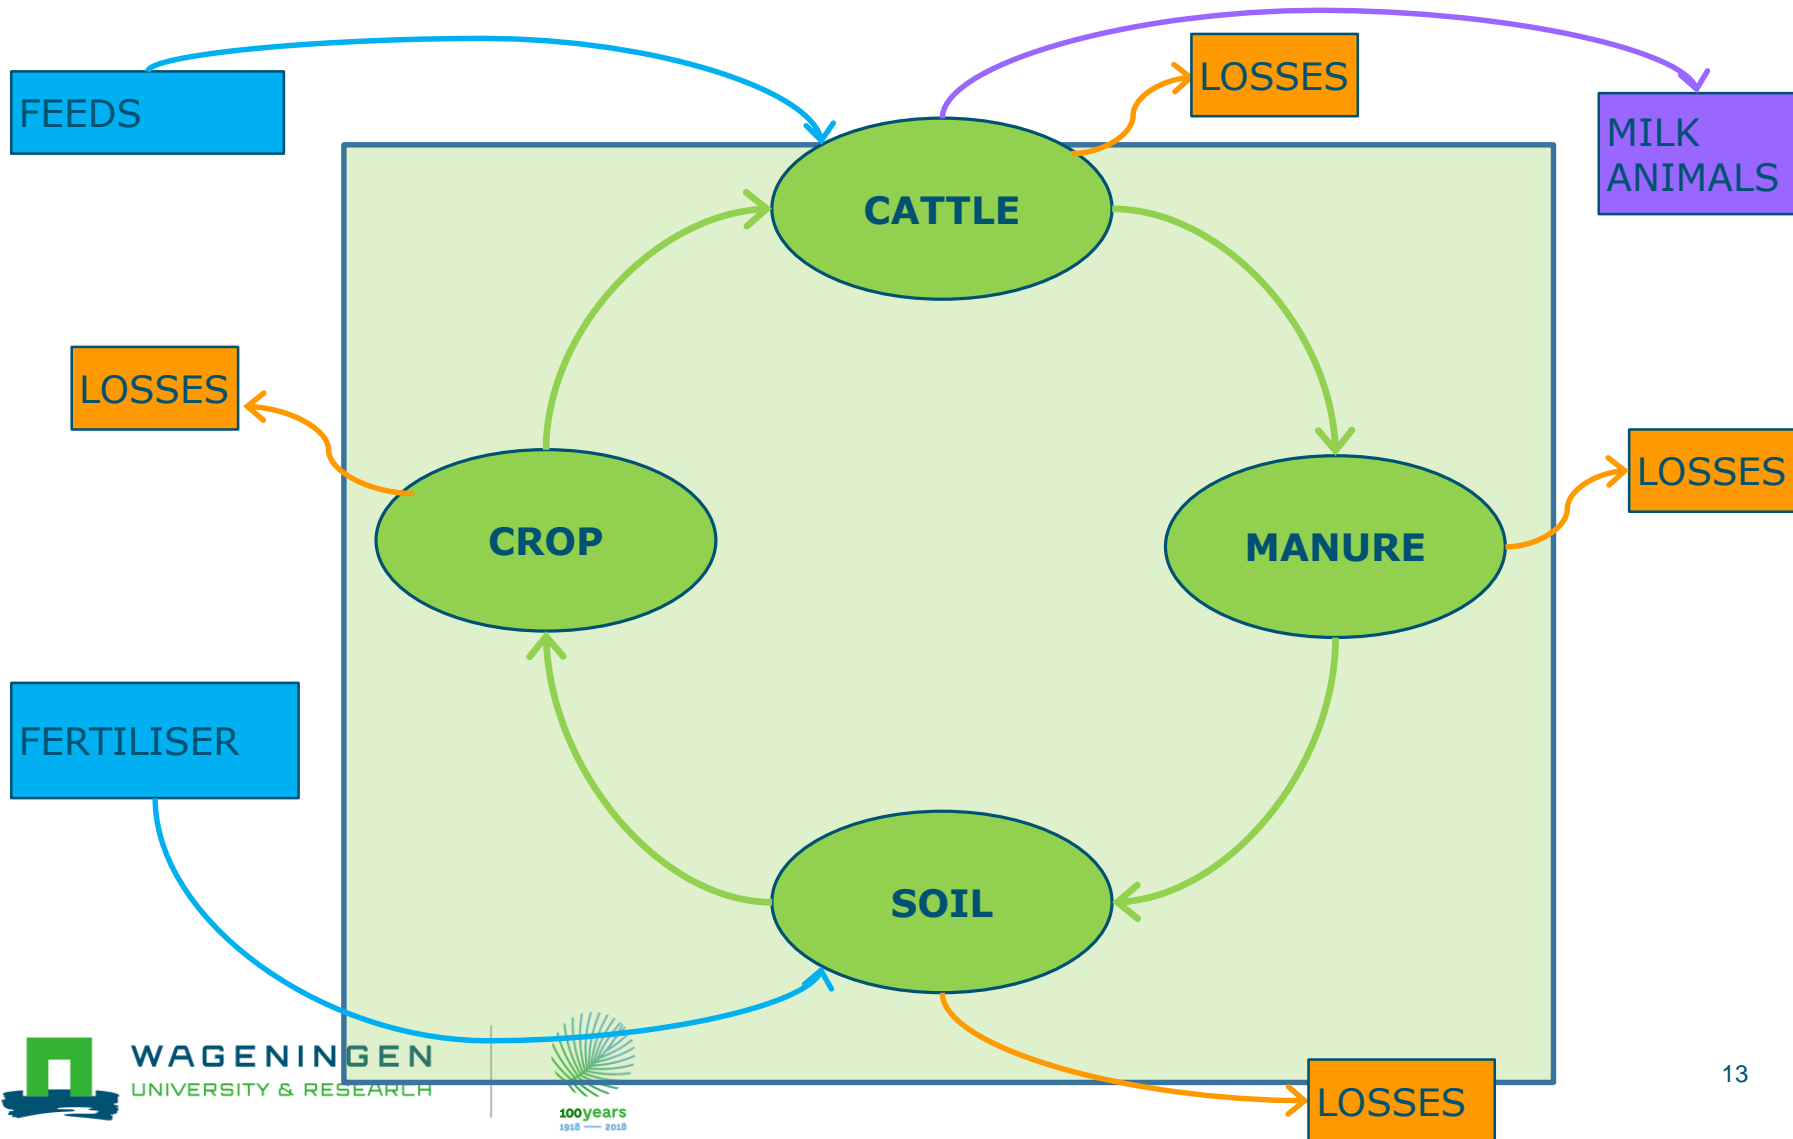 FEEDS
LOSSES
MILK
ANIMALS
CATTLE
LOSSES
LOSSES
CROP
MANURE
FERTILISER
SOIL
WAGENINGEN
UNIVERSITY & RESEARCH
100years
1918 — 2018
LOSSES
13